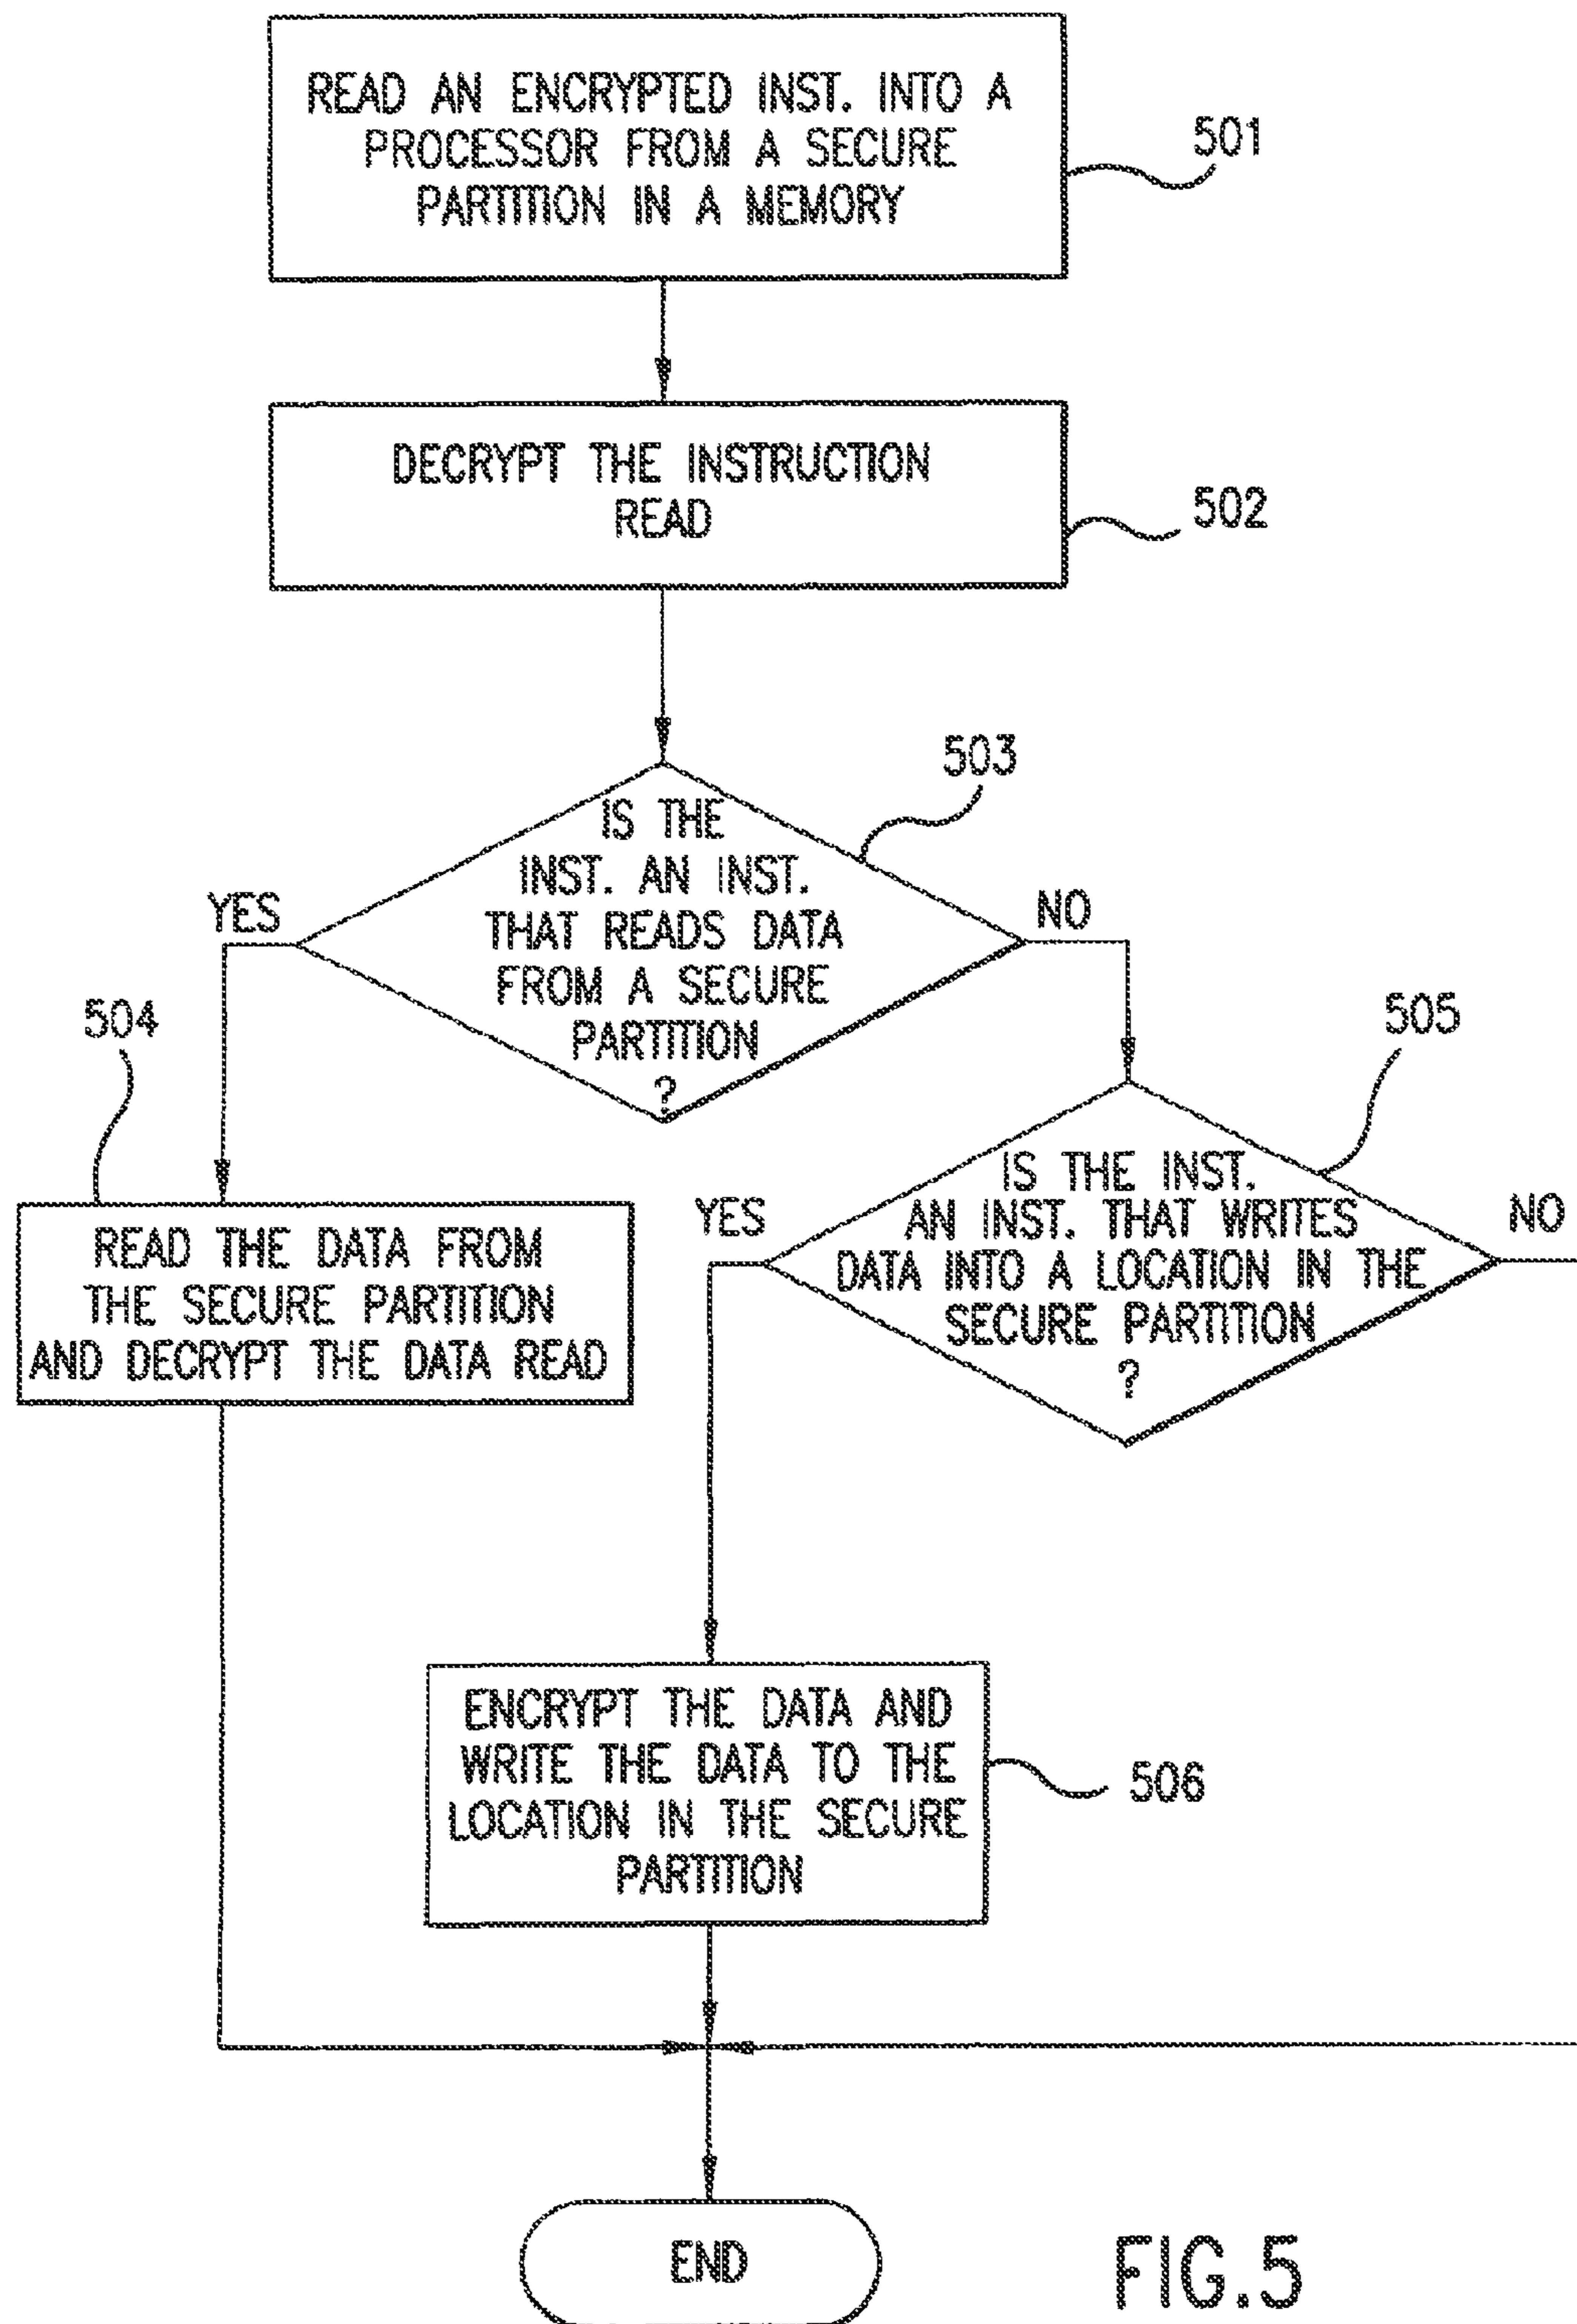 READ AN ENCRYPTED INST. INTO A
PROCESSOR FROM A SECURE
PARTITION IN A MEMORY
501
DECRYPT THE INSTRUCTION
READ
502
503
IS THE
INST. AN INST.
THAT READS DATA
FROM A SECURE
PARTITION
?
YES
NO
504
READ THE DATA FROM
THE SECURE PARTITION
AND DECRYPT THE DATA READ
505
IS THE INST.
AN INST. THAT WRITES
DATA INTO A LOCATION IN THE
SECURE PARTITION
?
YES
NO
ENCRYPT THE DATA AND
WRITE THE DATA TO THE
LOCATION IN THE SECURE
PARTITION
506
END
FIG.5